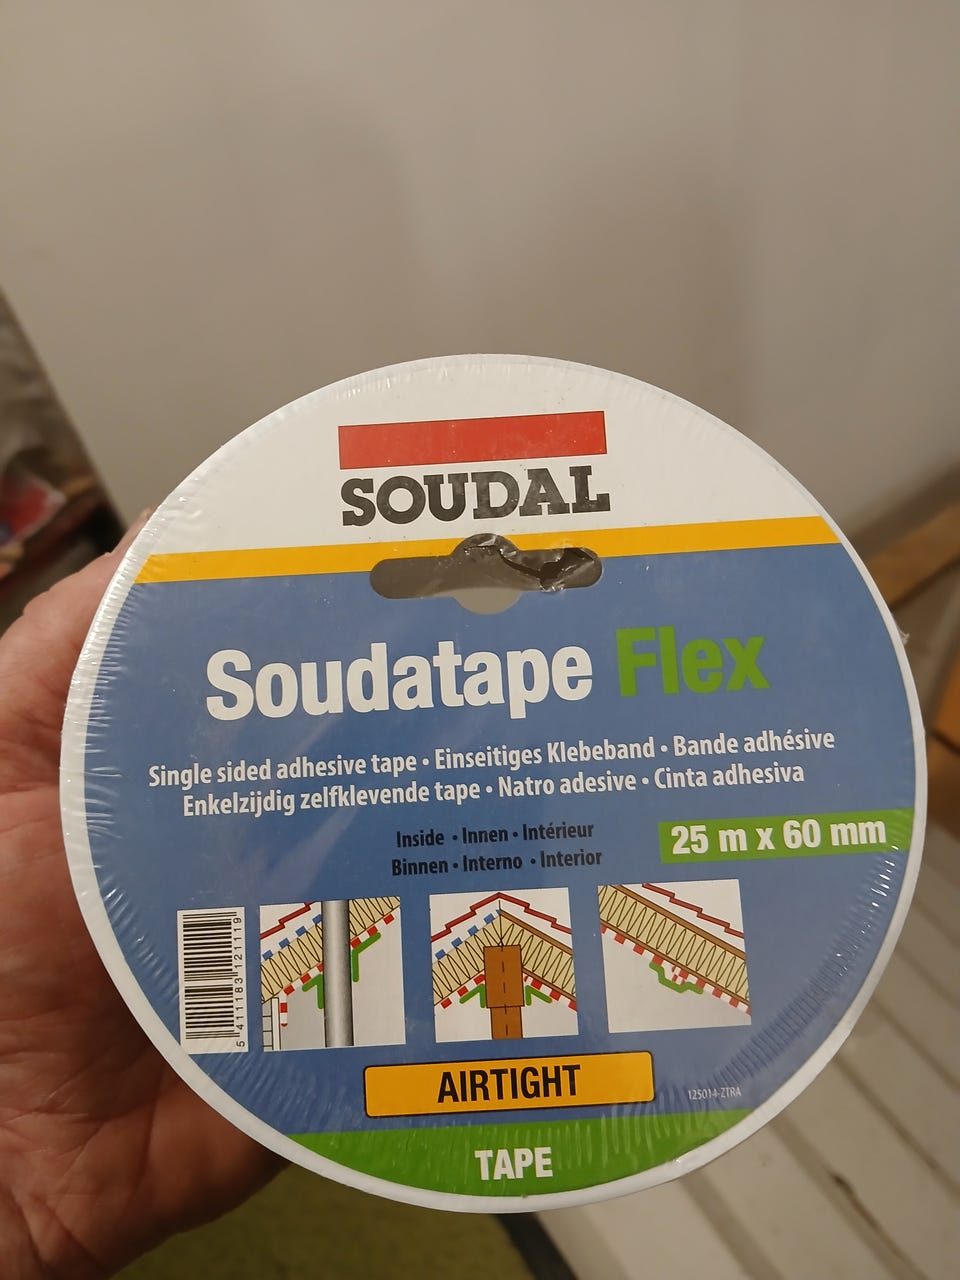 SOUDAL
Soudatape Flex
Single sided adhesive tape • Einseitiges Klebeband • Bande adhésive
Enkelzijdig zelfklevende tape • Natro adesive • Cinta adhesiva
Inside • Innen • Intérieur
Binnen • Interno • Interior
25 m x 60 mm
5 411183 121119
AIRTIGHT
125014-ZTRA
TAPE